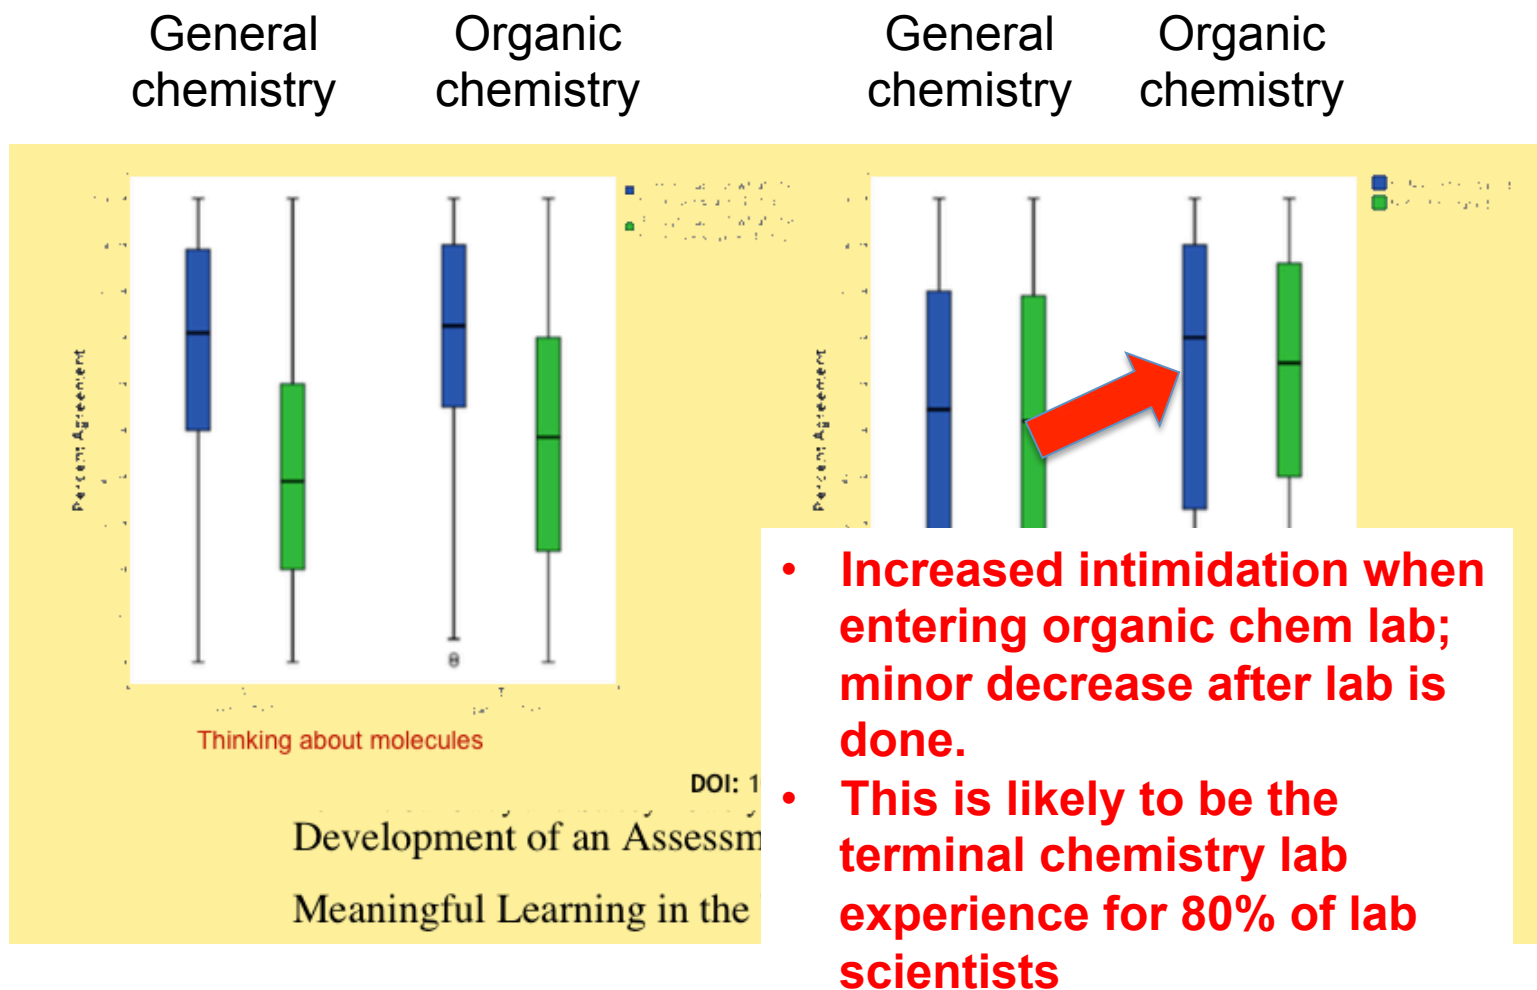 General
chemistry
Organic
chemistry
General
chemistry
Organic
chemistry
Percent Agreement
Percent Agreement
Thinking about molecules
DOI: 1
Development of an Assessm
Meaningful Learning in the
• Increased intimidation when
entering organic chem lab;
minor decrease after lab is
done.
• This is likely to be the
terminal chemistry lab
experience for 80% of lab
scientists